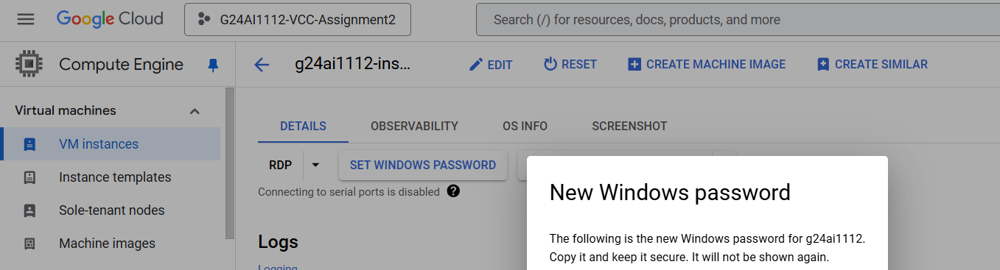 Google Cloud
G24AI1112-VCC-Assignment2
Search (/) for resources, docs, products, and more
Compute Engine
g24ai1112-ins...
EDIT
RESET
CREATE MACHINE IMAGE
CREATE SIMILAR
Virtual machines
VM instances
Instance templates
Sole-tenant nodes
Machine images
DETAILS
OBSERVABILITY
OS INFO
SCREENSHOT
RDP
SET WINDOWS PASSWORD
Connecting to serial ports is disabled
Logs
Logging
New Windows password
The following is the new Windows password for g24ai1112.
Copy it and keep it secure. It will not be shown again.